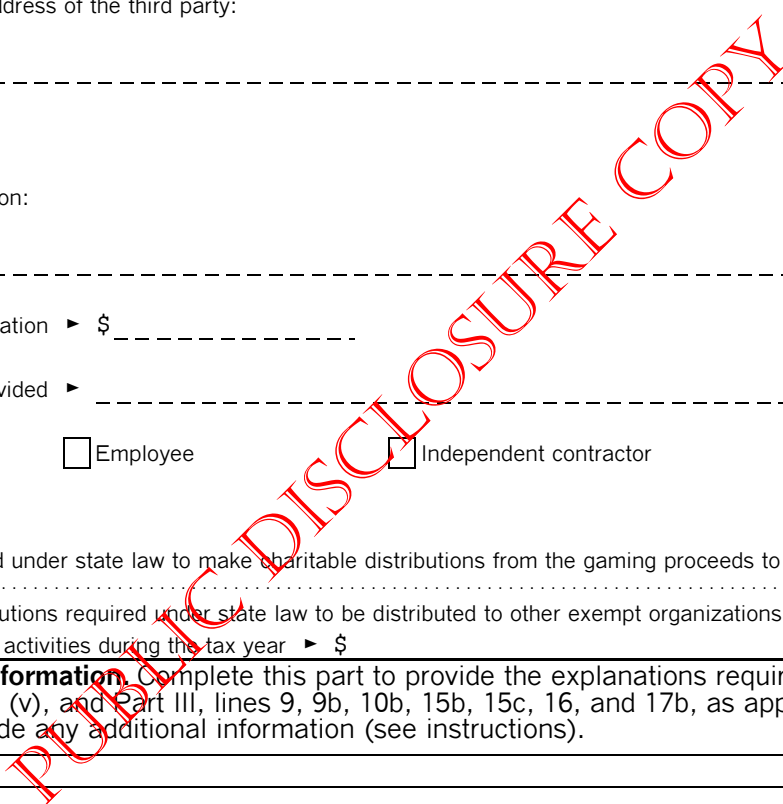 ddress of the third party:
on:
ation ► $
vided ►
Employee Independent contractor
d under state law to make charitable distributions from the gaming proceeds to
utions required under state law to be distributed to other exempt organizations
activities during the tax year ► $
formation. Complete this part to provide the explanations requir
(v), and Part III, lines 9, 9b, 10b, 15b, 15c, 16, and 17b, as app
de any additional information (see instructions).
PUBLIC DISCLOSURE COPY